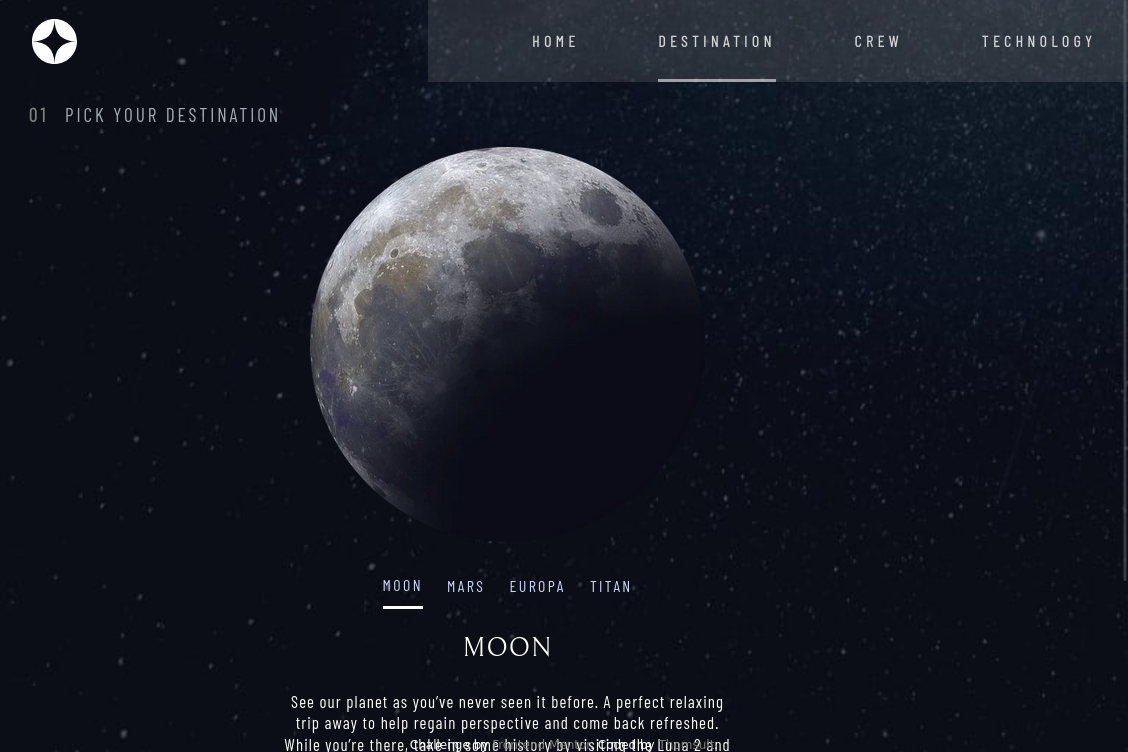 HOME DESTINATION CREW TECHNOLOGY
01 PICK YOUR DESTINATION
MOON MARS EUROPA TITAN
MOON
See our planet as you’ve never seen it before. A perfect relaxing
trip away to help regain perspective and come back refreshed.
While you’re there, take in some history by visiting the Luna 2 and
Challenge by Frontend Mentor. Coded by